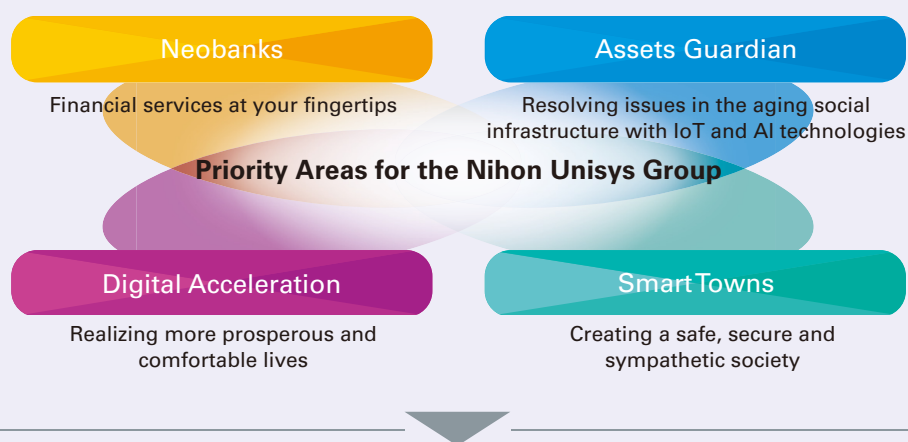 Neobanks
Financial services at your fingertips
Assets Guardian
Resolving issues in the aging social
infrastructure with IoT and AI technologies
Priority Areas for the Nihon Unisys Group
Digital Acceleration
Realizing more prosperous and
comfortable lives
Smart Towns
Creating a safe, secure and
sympathetic society